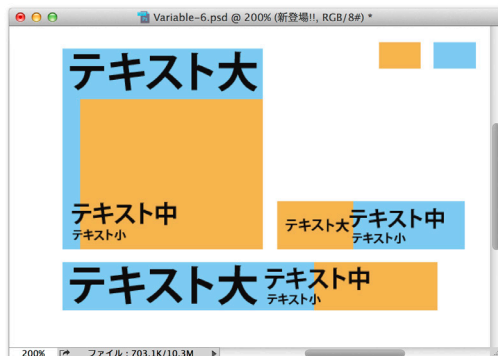 Variable-6.psd @ 200% (新登場!!, RGB/8#) *
テキスト大
テキスト中
テキスト小
テキスト大
テキスト中
テキスト小
テキスト大
テキスト中
テキスト小
200%
ファイル : 703.1K/10.3M